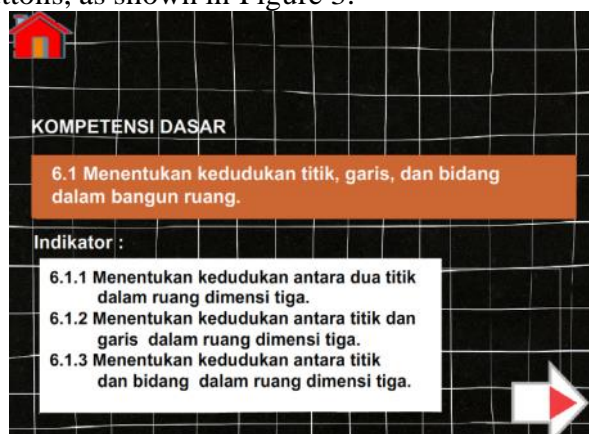 as shown in Figure 3.
KOMPETENSI DASAR
6.1 Menentukan kedudukan titik, garis, dan bidang
dalam bangun ruang.
Indikator :
6.1.1 Menentukan kedudukan antara dua titik
dalam ruang dimensi tiga.
6.1.2 Menentukan kedudukan antara titik dan
garis dalam ruang dimensi tiga.
6.1.3 Menentukan kedudukan antara titik
dan bidang dalam ruang dimensi tiga.